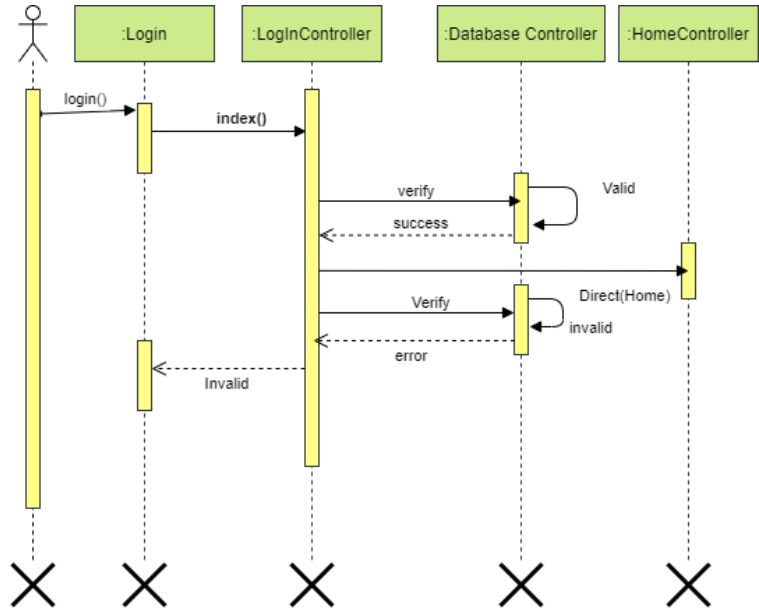 :Login
:LogInController
:Database Controller
:HomeController
login()
index()
verify
Valid
success
Direct(Home)
Verify
invalid
error
Invalid